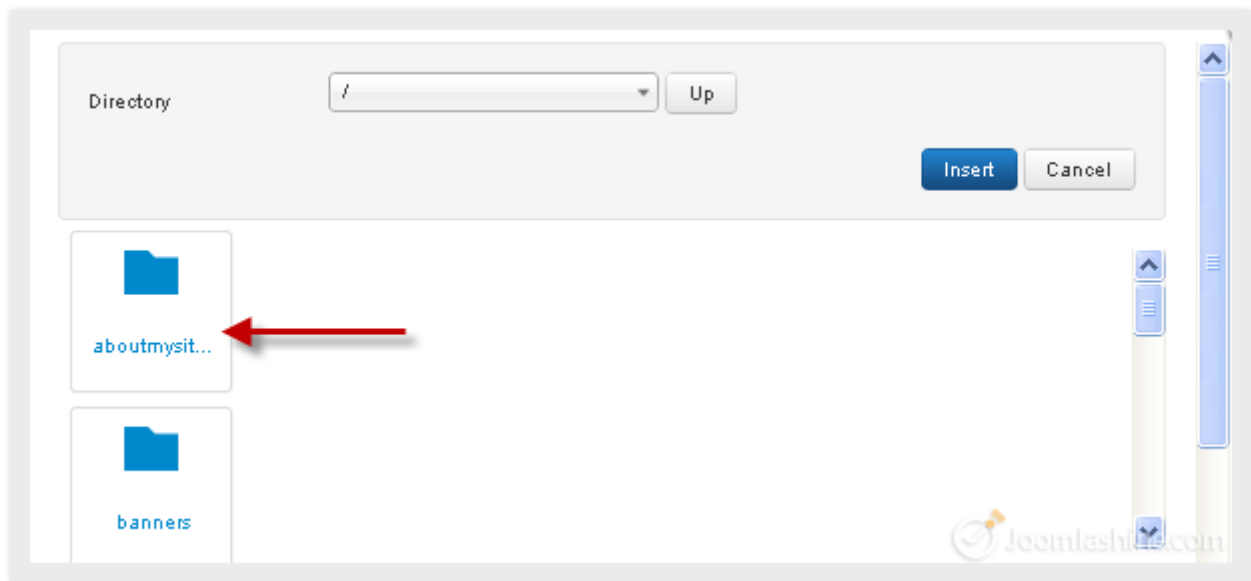 Directory
/
Up
Insert
Cancel
aboutmysit...
banners
Joomlashine.com